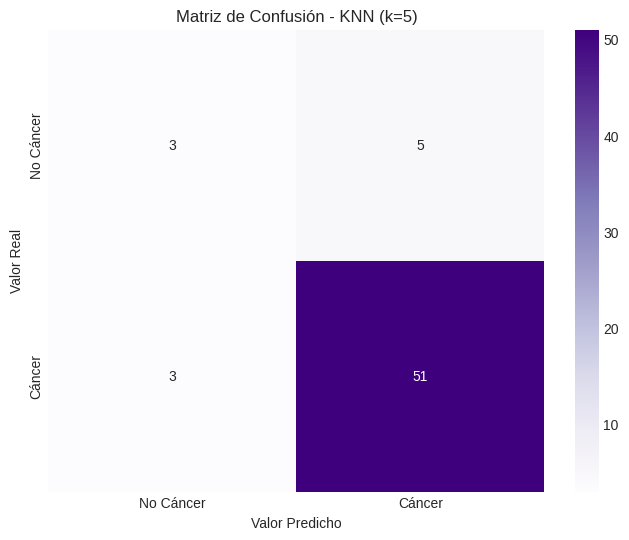 Matriz de Confusión - KNN (k=5)
No Cáncer
Cáncer
Valor Real
3
5
3
51
No Cáncer
Cáncer
Valor Predicho
50
40
30
20
10